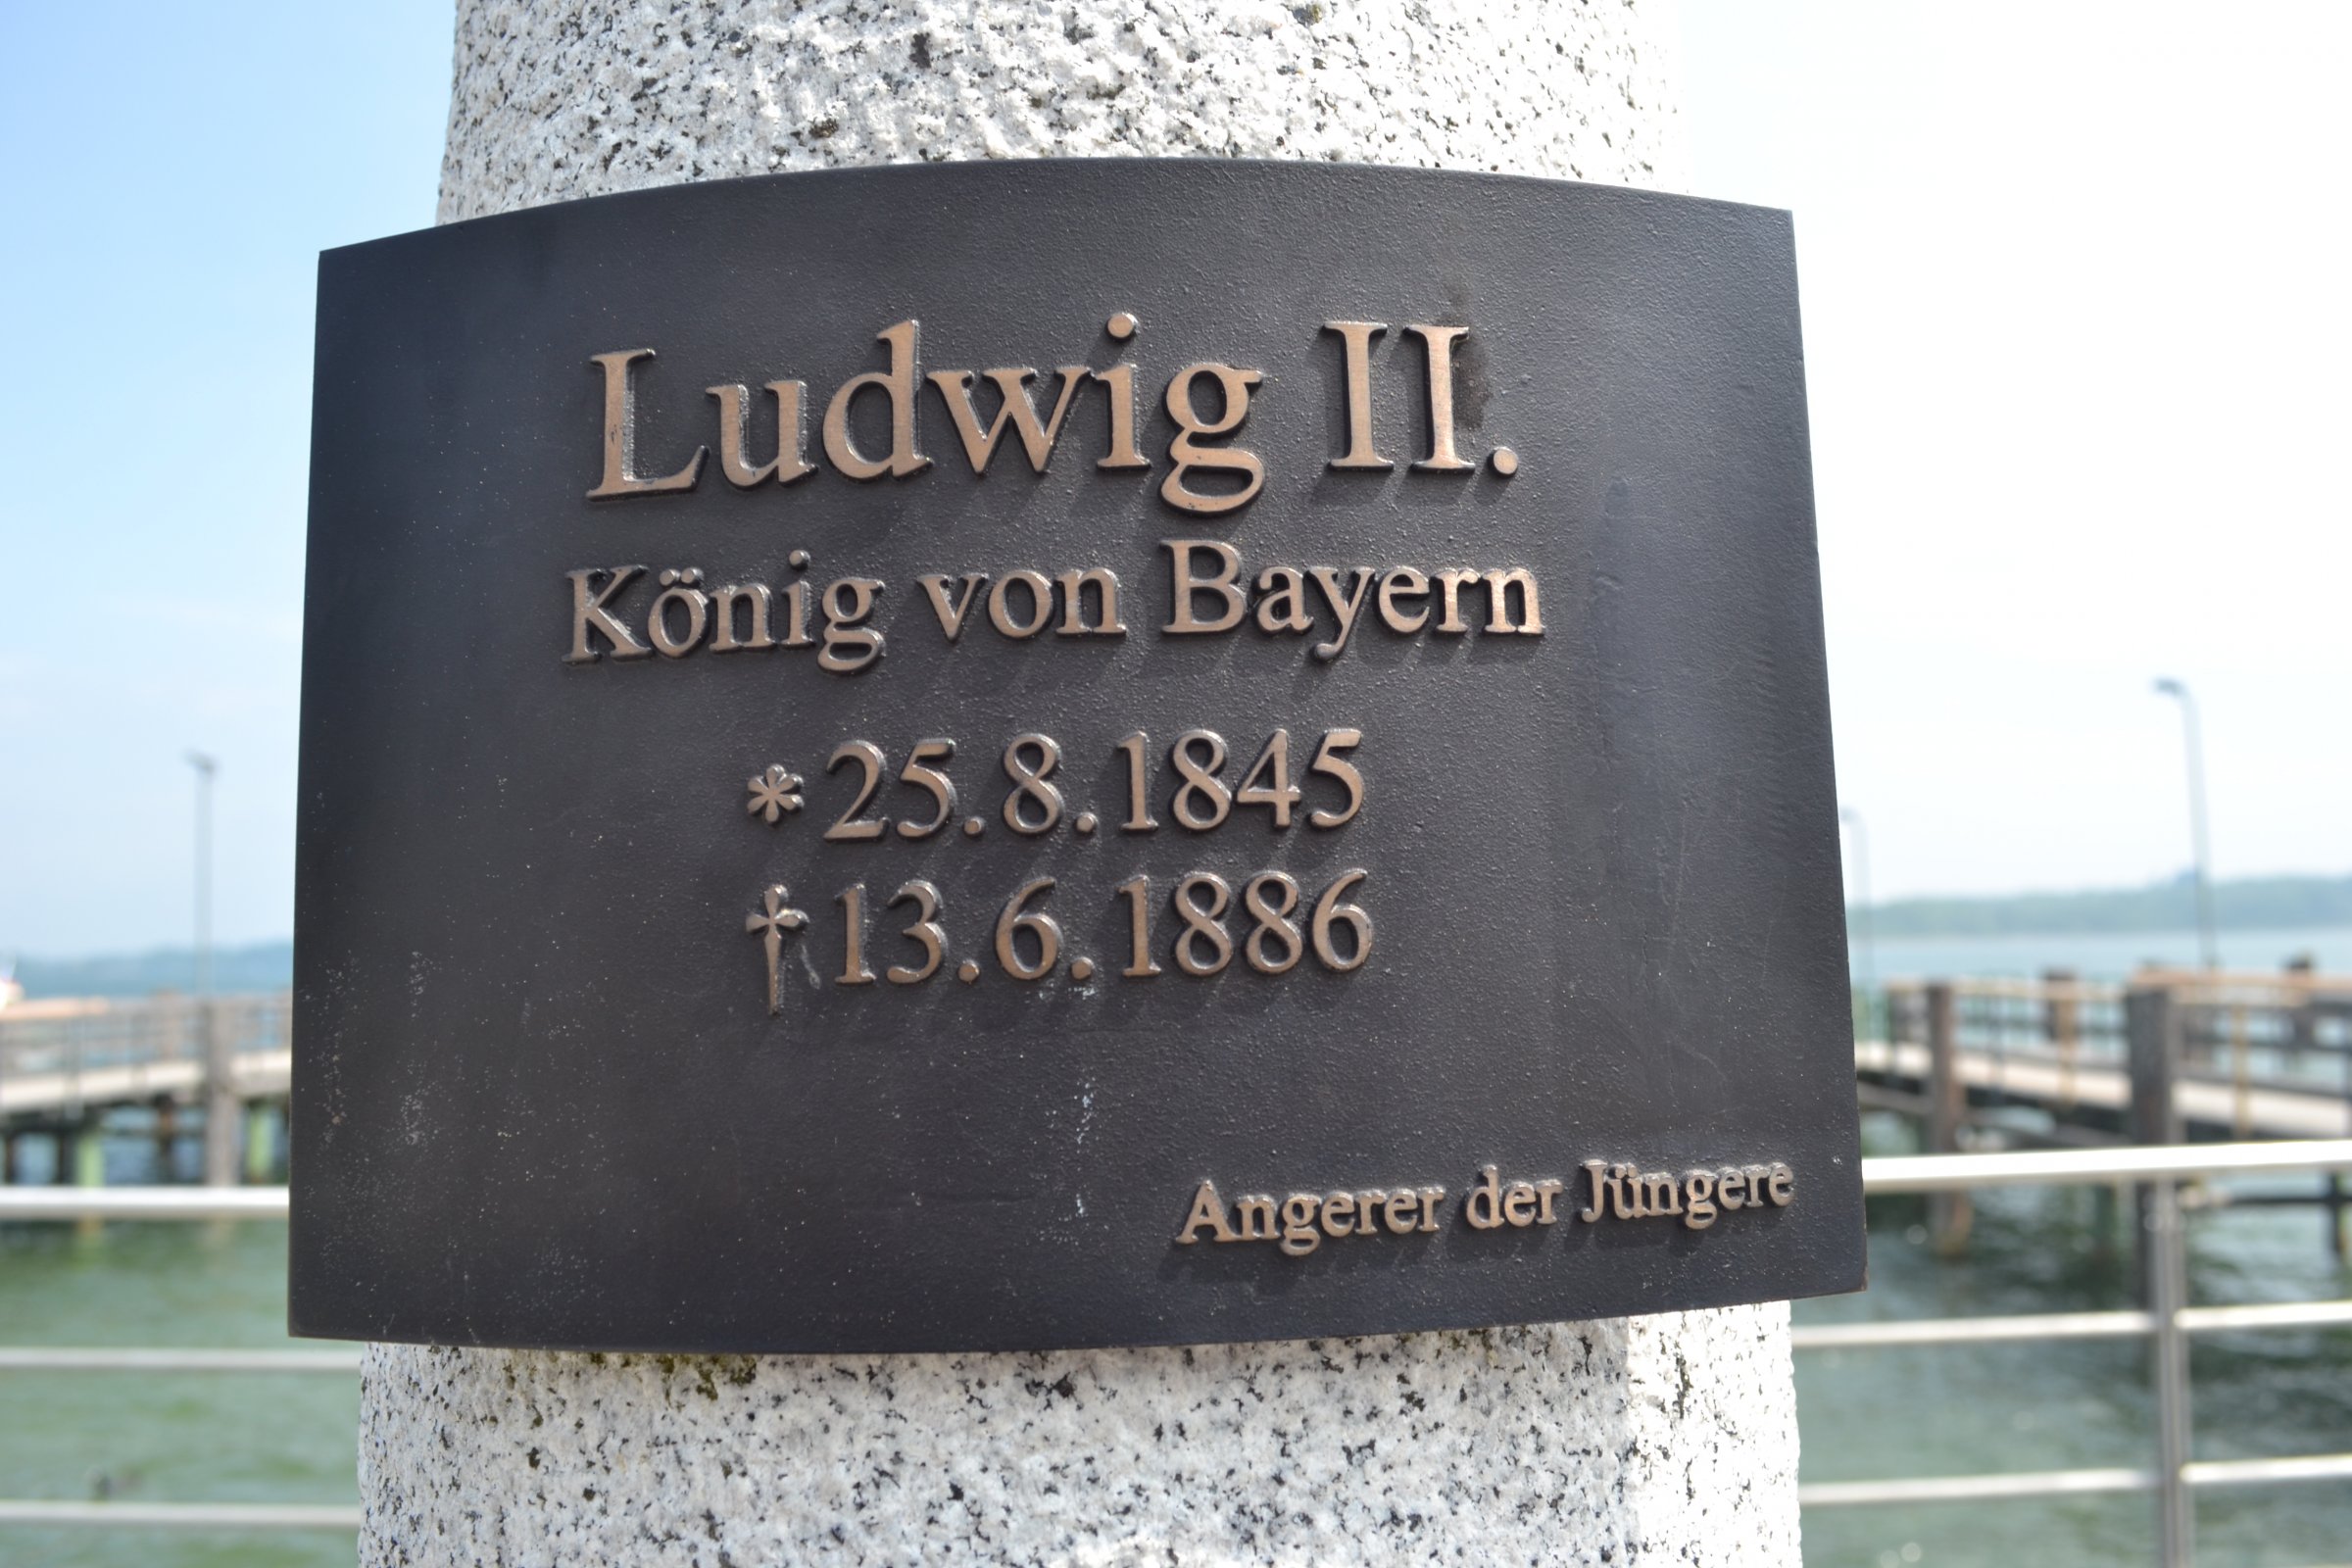 Ludwig II.
König von Bayern
* 25.8.1845
† 13.6.1886
Angerer der Jüngere